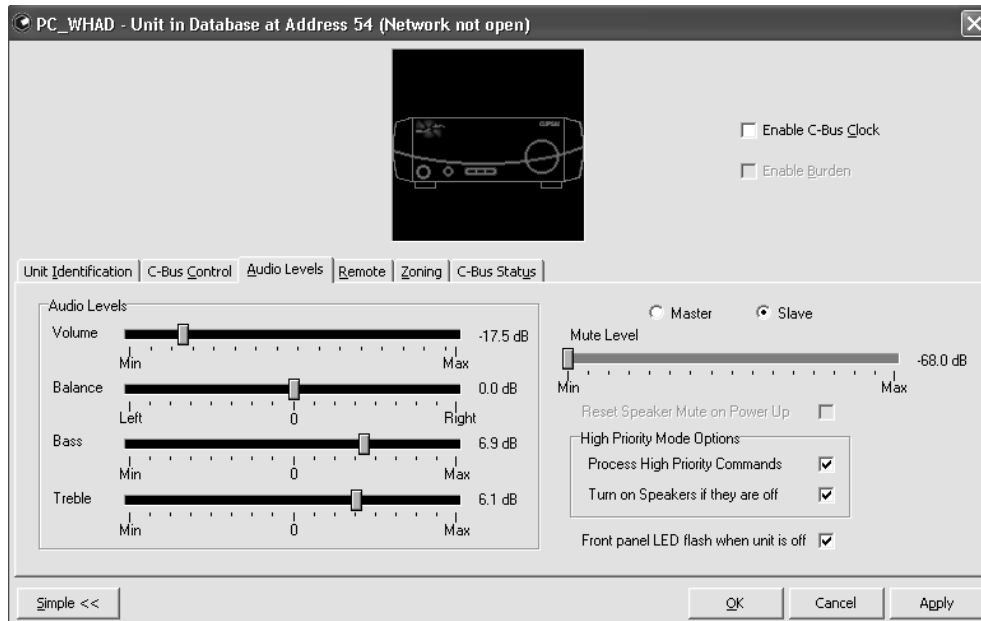 PC_WHAD - Unit in Database at Address 54 (Network not open)
CLIPSAL
Enable C-Bus Clock
Enable Burden
Unit Identification C-Bus Control Audio Levels Remote Zoning C-Bus Status
Audio Levels
Volume -17.5 dB
Min Max
Balance 0.0 dB
Left 0 Right
Bass 6.9 dB
Min 0 Max
Treble 6.1 dB
Min 0 Max
Master Slave
Mute Level
-68.0 dB
Min Max
Reset Speaker Mute on Power Up
High Priority Mode Options
Process High Priority Commands
Turn on Speakers if they are off
Front panel LED flash when unit is off
Simple << OK Cancel Apply